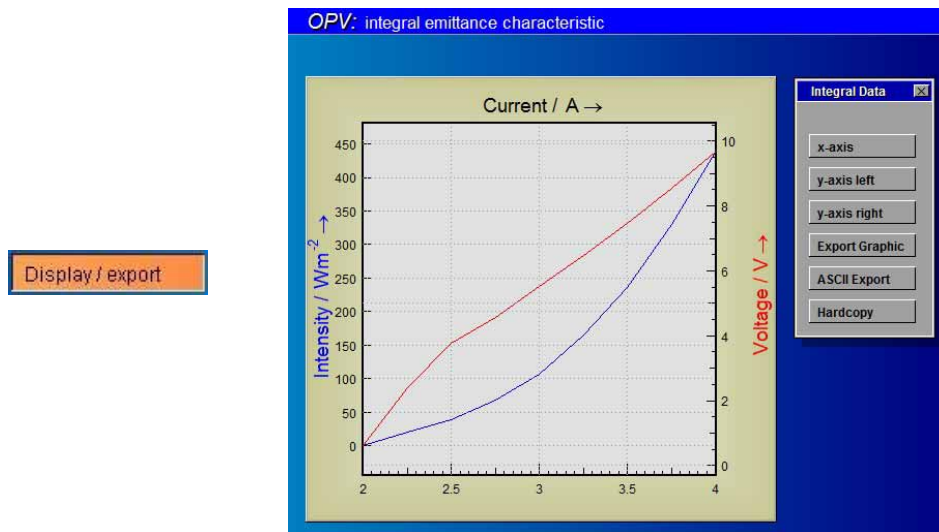 Display / export
OPV: integral emittance characteristic
Current / A →
Intensity / Wm⁻²→
450
400
350
300
250
200
150
100
50
0
10
8
6
4
2
0
Voltage / V →
2
2.5
3
3.5
4
Integral Data
x-axis
y-axis left
y-axis right
Export Graphic
ASCII Export
Hardcopy